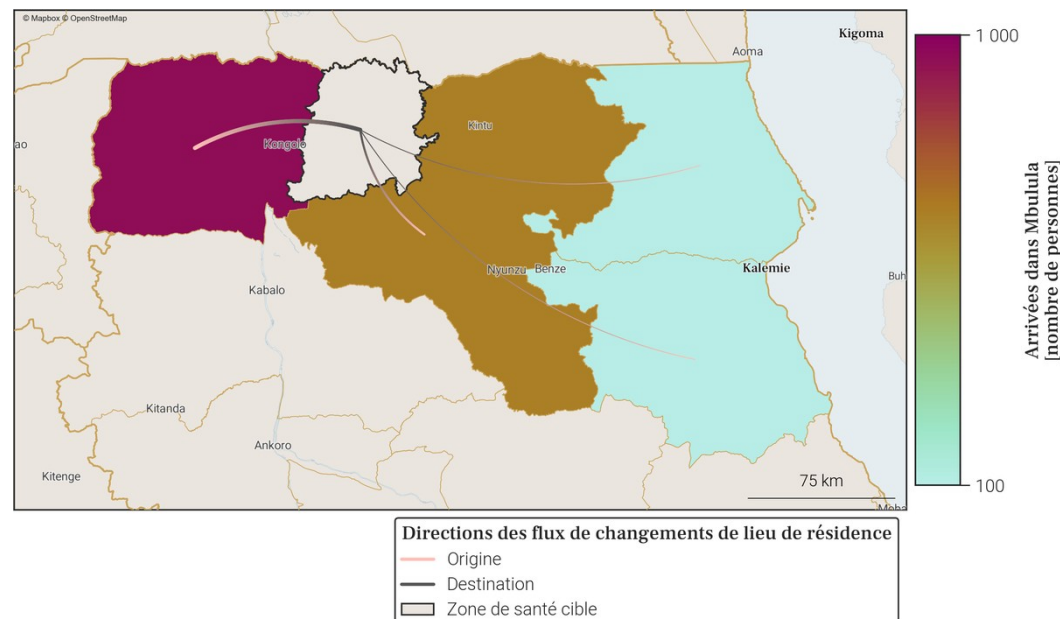 © Mapbox © OpenStreetMap
Kigoma
Aoma
Kintu
ao
Kongolo
Nyunzu
Benze
Kalemie
Buh
Kabalo
Kitanda
Ankoro
Kitenge
75 km
Moba
1 000
100
Arrivées dans Mbulula
[nombre de personnes]
Directions des flux de changements de lieu de résidence
Origine
Destination
Zone de santé cible